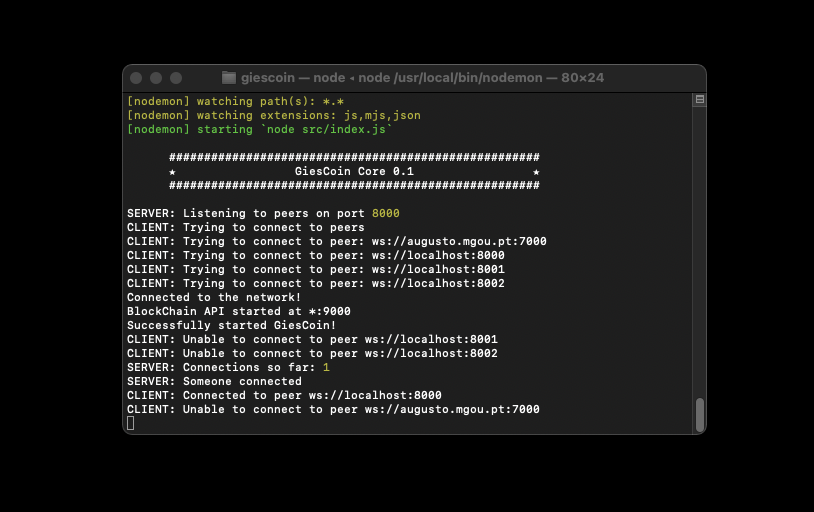 giescoin — node ◂ node /usr/local/bin/nodemon — 80×24
[nodemon] watching path(s): *.*
[nodemon] watching extensions: js,mjs,json
[nodemon] starting `node src/index.js`
#####################################################
★ GiesCoin Core 0.1 ★
#####################################################
SERVER: Listening to peers on port 8000
CLIENT: Trying to connect to peers
CLIENT: Trying to connect to peer: ws://augusto.mgou.pt:7000
CLIENT: Trying to connect to peer: ws://localhost:8000
CLIENT: Trying to connect to peer: ws://localhost:8001
CLIENT: Trying to connect to peer: ws://localhost:8002
Connected to the network!
BlockChain API started at *:9000
Successfully started GiesCoin!
CLIENT: Unable to connect to peer ws://localhost:8001
CLIENT: Unable to connect to peer ws://localhost:8002
SERVER: Connections so far: 1
SERVER: Someone connected
CLIENT: Connected to peer ws://localhost:8000
CLIENT: Unable to connect to peer ws://augusto.mgou.pt:7000